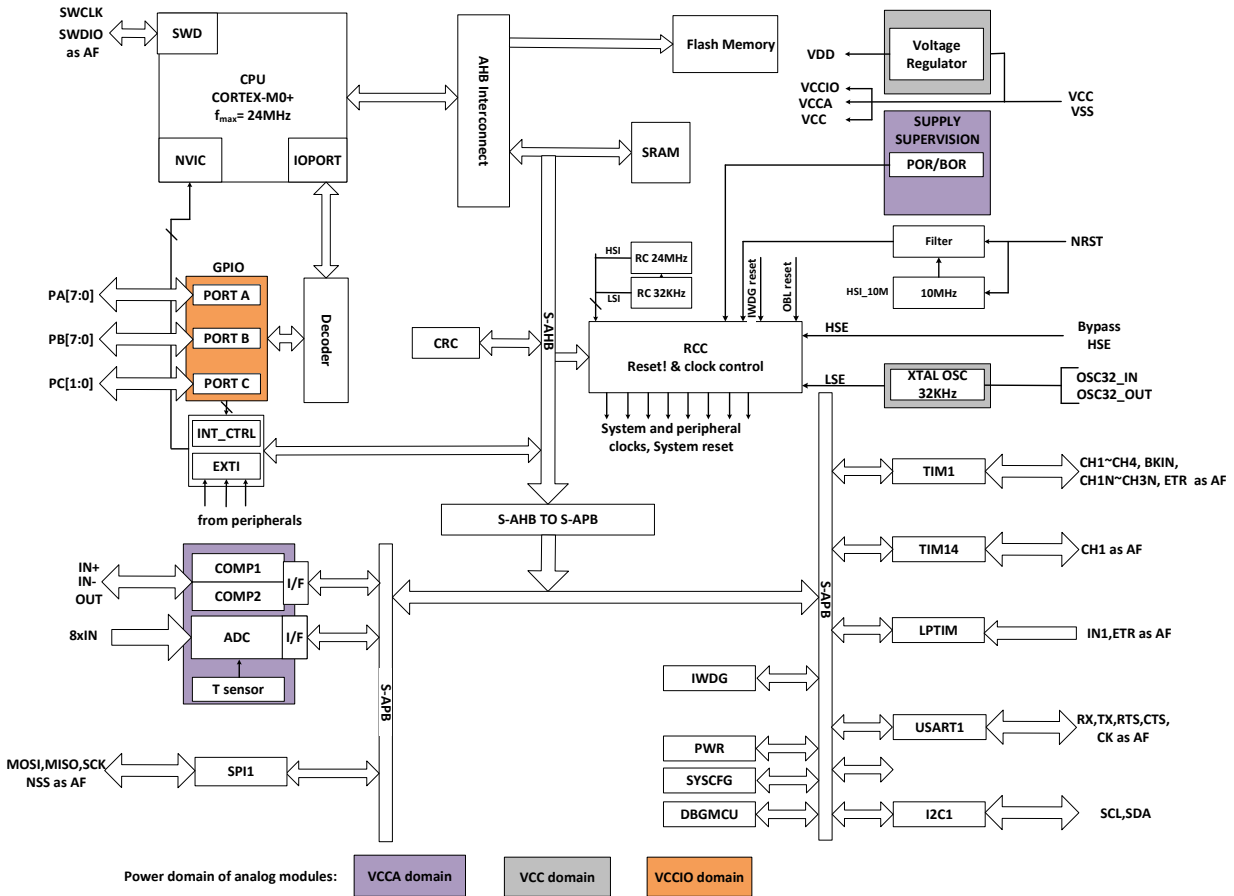 SWCLK
SWDIO
as AF
SWD
CPU
CORTEX-M0+
fmax= 24MHz
NVIC
IOPORT
AHB Interconnect
Flash Memory
SRAM
VDD
Voltage
Regulator
VCCIO
VCCA
VCC
VCC
VSS
SUPPLY
SUPERVISION
POR/BOR
Filter
NRST
HSI_10M
10MHz
HSI
RC 24MHz
LSI
RC 32KHz
IWDG reset
OBL reset
GPIO
PA[7:0]
PORT A
PB[7:0]
PORT B
PC[1:0]
PORT C
Decoder
CRC
S-AHB
RCC
Reset! & clock control
HSE
Bypass
HSE
LSE
XTAL OSC
32KHz
OSC32_IN
OSC32_OUT
System and peripheral
clocks, System reset
INT_CTRL
EXTI
from peripherals
S-AHB TO S-APB
IN+
IN-
OUT
COMP1
COMP2
I/F
8xIN
ADC
I/F
T sensor
S-APB
MOSI,MISO,SCK
NSS as AF
SPI1
S-APB
TIM1
CH1~CH4, BKIN,
CH1N~CH3N, ETR as AF
TIM14
CH1 as AF
LPTIM
IN1,ETR as AF
IWDG
USART1
RX,TX,RTS,CTS,
CK as AF
PWR
SYSCFG
DBGMCU
I2C1
SCL,SDA
Power domain of analog modules:
VCCA domain
VCC domain
VCCIO domain